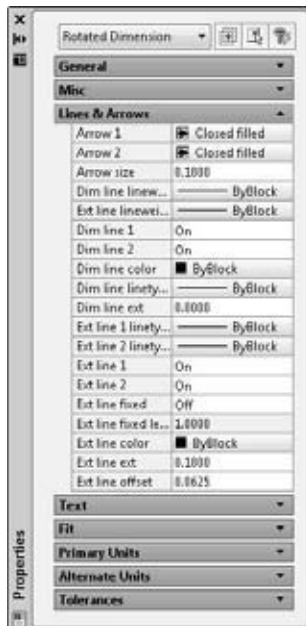 Rotated Dimension
General
Misc
Lines & Arrows
Arrow 1 Closed filled
Arrow 2 Closed filled
Arrow size 0.1800
Dim line linew... ByBlock
Ext line linewei... ByBlock
Dim line 1 On
Dim line 2 On
Dim line color ByBlock
Dim line linety... ByBlock
Dim line ext 0.0000
Ext line 1 linety... ByBlock
Ext line 2 linety... ByBlock
Ext line 1 On
Ext line 2 On
Ext line fixed Off
Ext line fixed le... 1.0000
Ext line color ByBlock
Ext line ext 0.1800
Ext line offset 0.0625
Text
Fit
Primary Units
Alternate Units
Tolerances
Properties